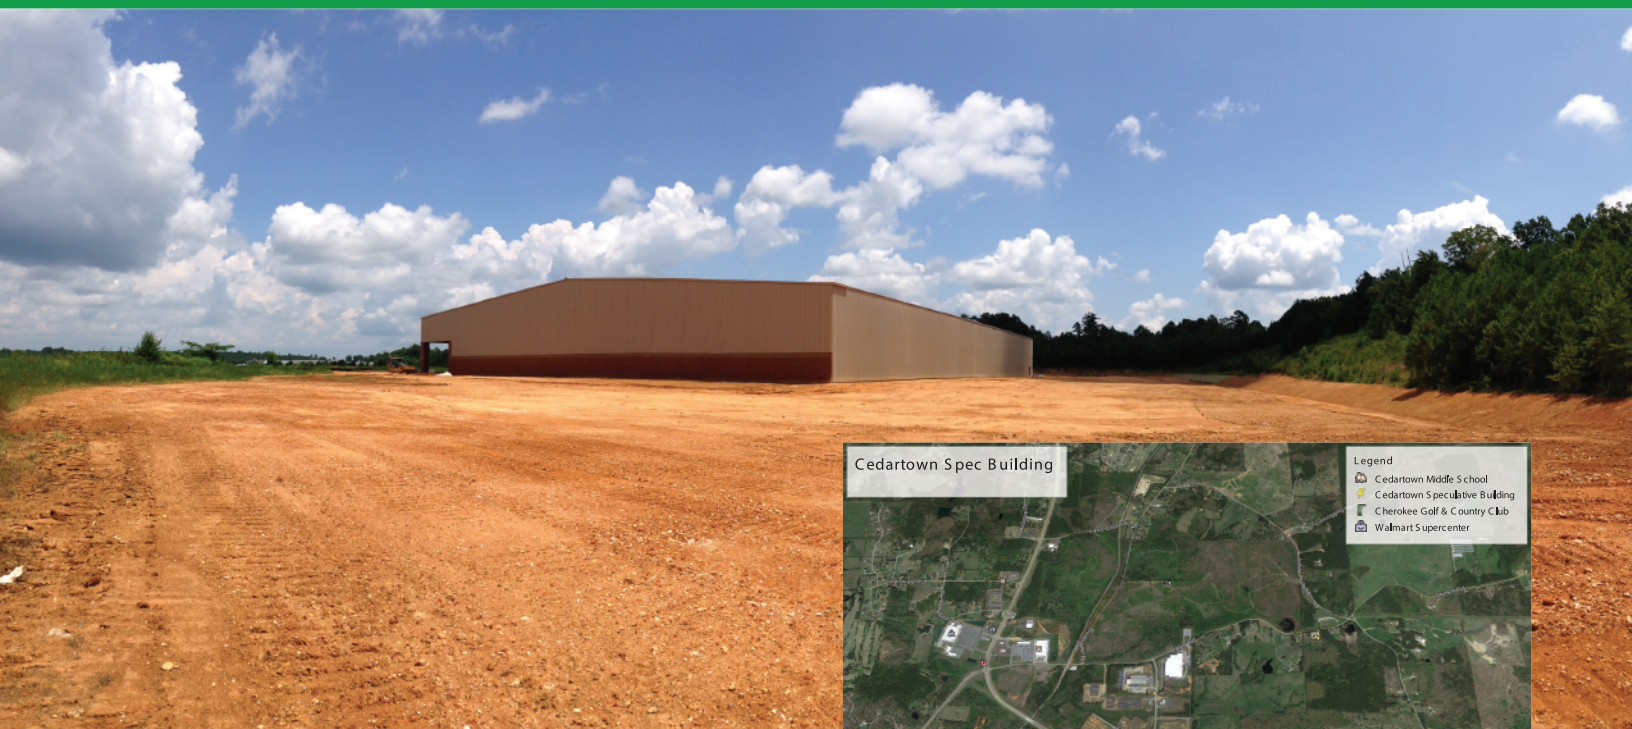 Cedartown Spec Building
Legend
Cedartown Middle School
Cedartown Speculative Building
Cherokee Golf & Country Club
Walmart Supercenter